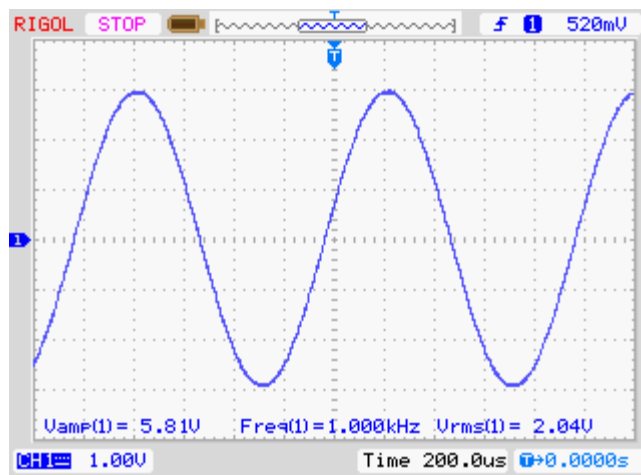 RIGOL STOP T f 1 520mV
T
1
Vamp(1)= 5.81V Freq(1)=1.000kHz Vrms(1)= 2.04V
CH1 1.00V Time 200.0us T→0.0000s